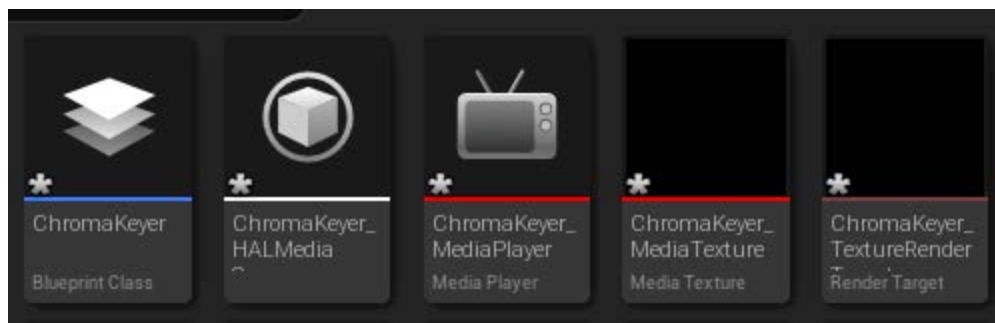 ChromaKeyer
Blueprint Class
ChromaKeyer_
HALMedia
ChromaKeyer_
MediaPlayer
Media Player
ChromaKeyer_
MediaTexture
Media Texture
ChromaKeyer_
TextureRender
Render Target